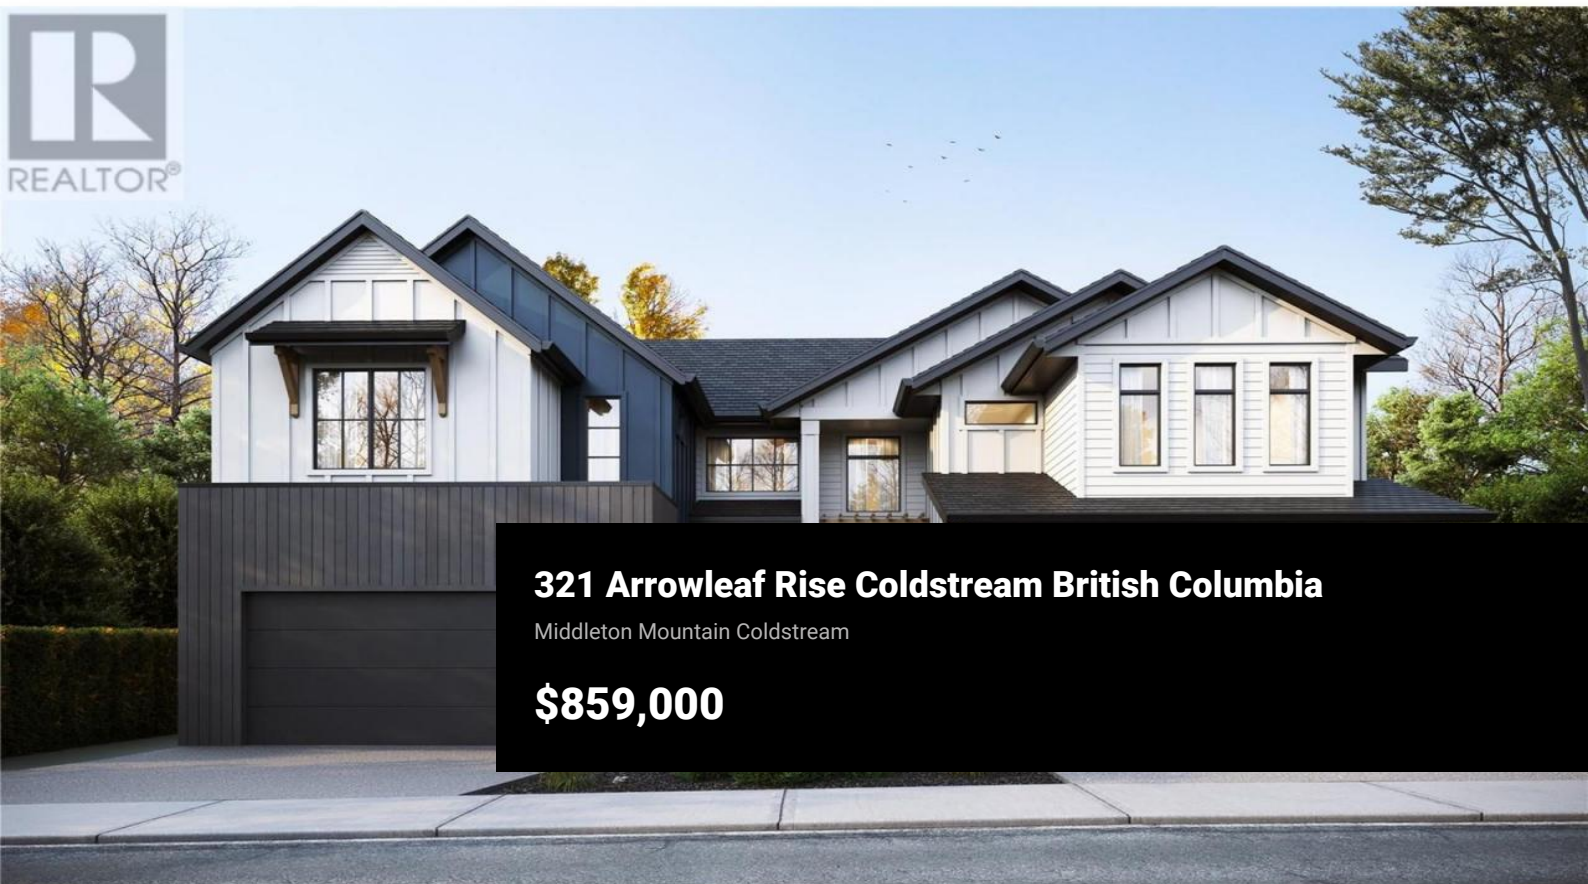 REALTOR®
321 Arrowleaf Rise Coldstream British Columbia
Middleton Mountain Coldstream
$859,000